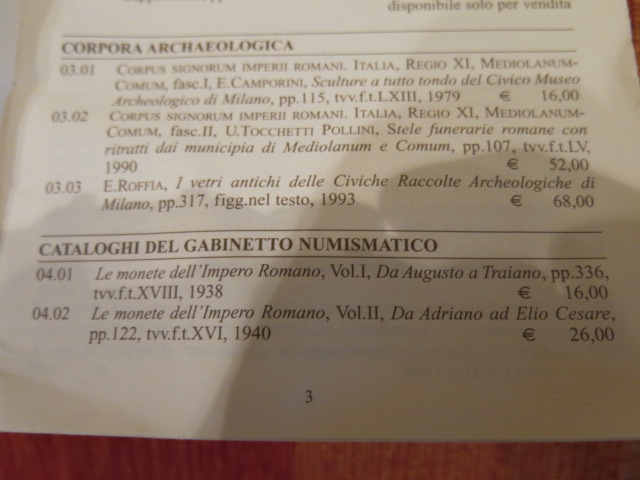 disponibile solo per vendita
CORPORA ARCHAEOLOGICA
03.01 CORPUS SIGNORUM IMPERII ROMANI. ITALIA, REGIO XI, MEDIOLANUM-
COMUM, fasc.I, E.CAMPORINI, Sculture a tutto tondo del Civico Museo
Archeologico di Milano, pp.115, tvv.f.t.LXIII, 1979 € 16,00
03.02 CORPUS SIGNORUM IMPERII ROMANI. ITALIA, REGIO XI, MEDIOLANUM-
COMUM, fasc.II, U.TOCCHETTI POLLINI, Stele funerarie romane con
ritratti dai municipia di Mediolanum e Comum, pp.107, tvv.f.t.LV,
1990 € 52,00
03.03 E.ROFFIA, I vetri antichi delle Civiche Raccolte Archeologiche di
Milano, pp.317, figg.nel testo, 1993 € 68,00
CATALOGHI DEL GABINETTO NUMISMATICO
04.01 Le monete dell'Impero Romano, Vol.I, Da Augusto a Traiano, pp.336,
tvv.f.t.XVIII, 1938 € 16,00
04.02 Le monete dell'Impero Romano, Vol.II, Da Adriano ad Elio Cesare,
pp.122, tvv.f.t.XVI, 1940 € 26,00
3